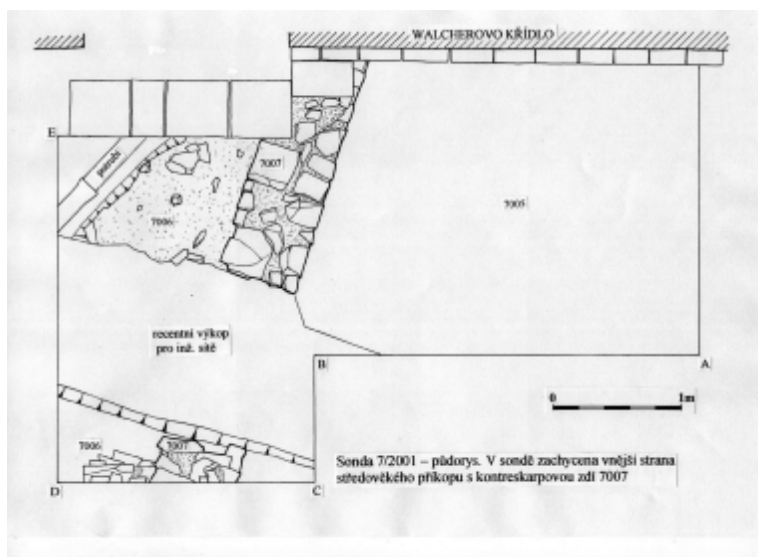 WALCHEROVO KŘÍDLO
E
potrubí
7007
7006
7005
recentní výkop
pro inž. sítě
B
A
0 1m
7006
7007
Sonda 7/2001 – půdorys. V sondě zachycena vnější strana
středověkého příkopu s kontreskarpovou zdí 7007
D
C